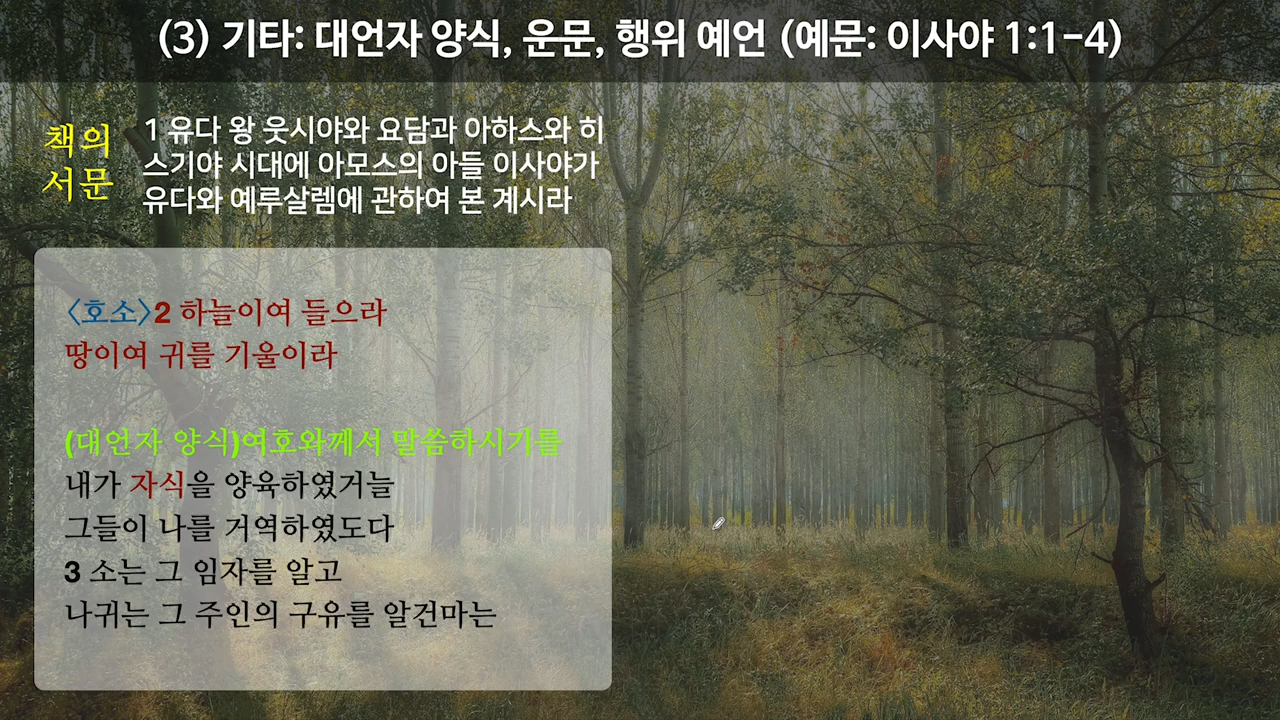 (3) 기타: 대언자 양식, 운문, 행위 예언 (예문: 이사야 1:1-4)
책의
서문
1 유다 왕 웃시야와 요담과 아하스와 히
스기야 시대에 아모스의 아들 이사야가
유다와 예루살렘에 관하여 본 계시라
〈호소〉2 하늘이여 들으라
땅이여 귀를 기울이라
(대언자 양식)여호와께서 말씀하시기를
내가 자식을 양육하였거늘
그들이 나를 거역하였도다
3 소는 그 임자를 알고
나귀는 그 주인의 구유를 알건마는